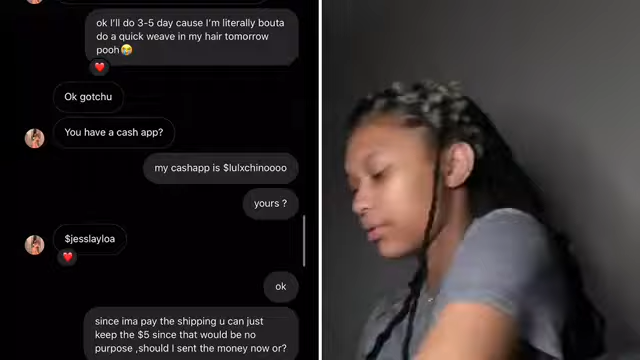 ok I'll do 3-5 day cause I'm literally bouta
do a quick weave in my hair tomorrow
pooh😭
Ok gotchu
You have a cash app?
my cashapp is $lulxchinoooo
yours ?
$jesslayloa
ok
since ima pay the shipping u can just
keep the $5 since that would be no
purpose ,should I sent the money now or?